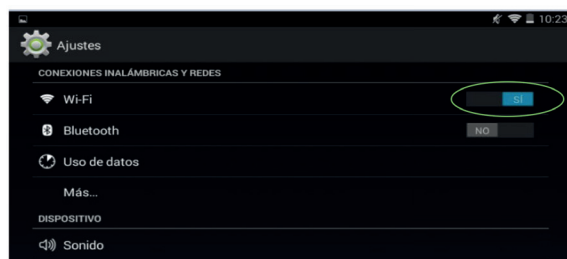 10:23
Ajustes
CONEXIONES INALÁMBRICAS Y REDES
Wi-Fi SÍ
Bluetooth NO
Uso de datos
Más...
DISPOSITIVO
Sonido